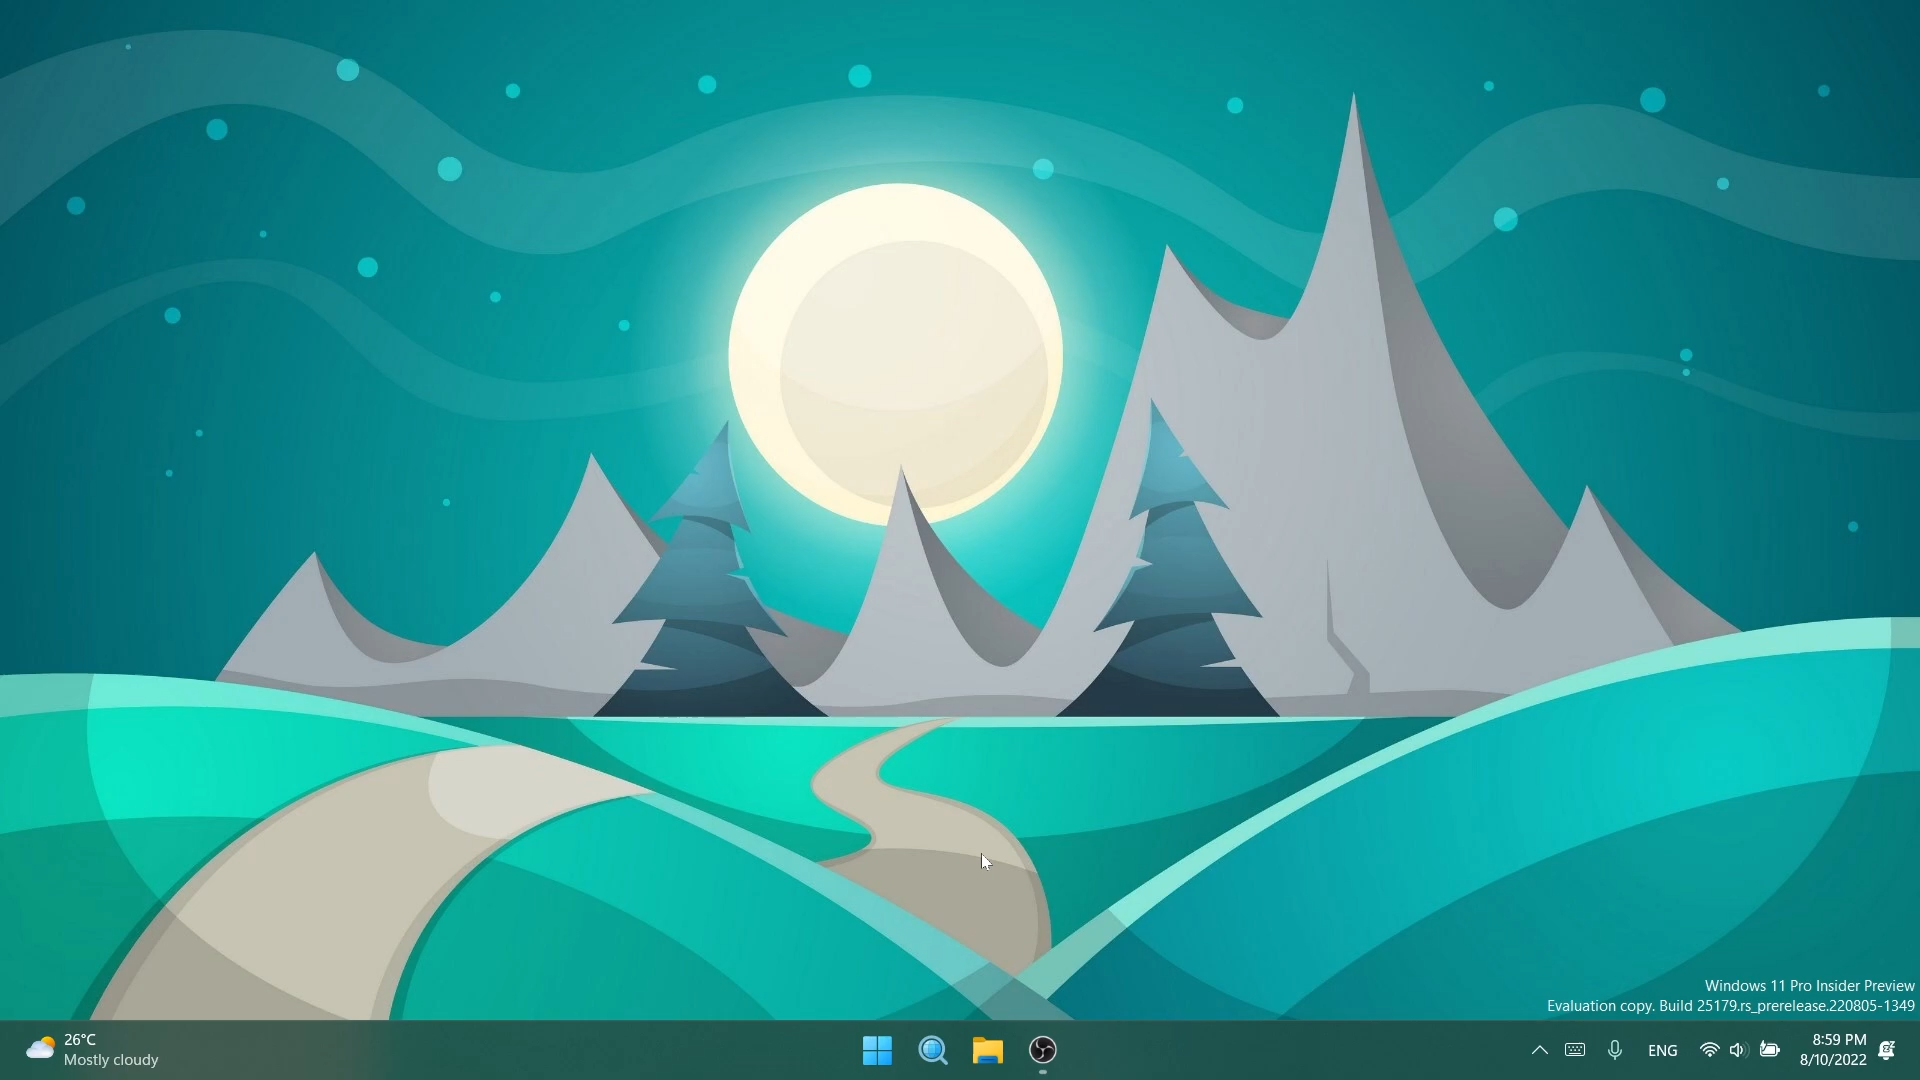 Windows 11 Pro Insider Preview
Evaluation copy. Build 25179.rs_prerelease.220805-1349
26°C
Mostly cloudy
ENG
8:59 PM
8/10/2022